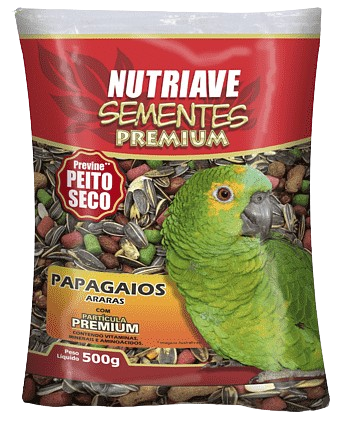 NUTRIAVE
SEMENTES
PREMIUM
Previne**
PEITO
SECO
PAPAGAIOS
ARARAS
COM
PARTÍCULA
PREMIUM
CONTENDO VITAMINAS,
MINERAIS E AMINOÁCIDOS.
Peso
Líquido 500g